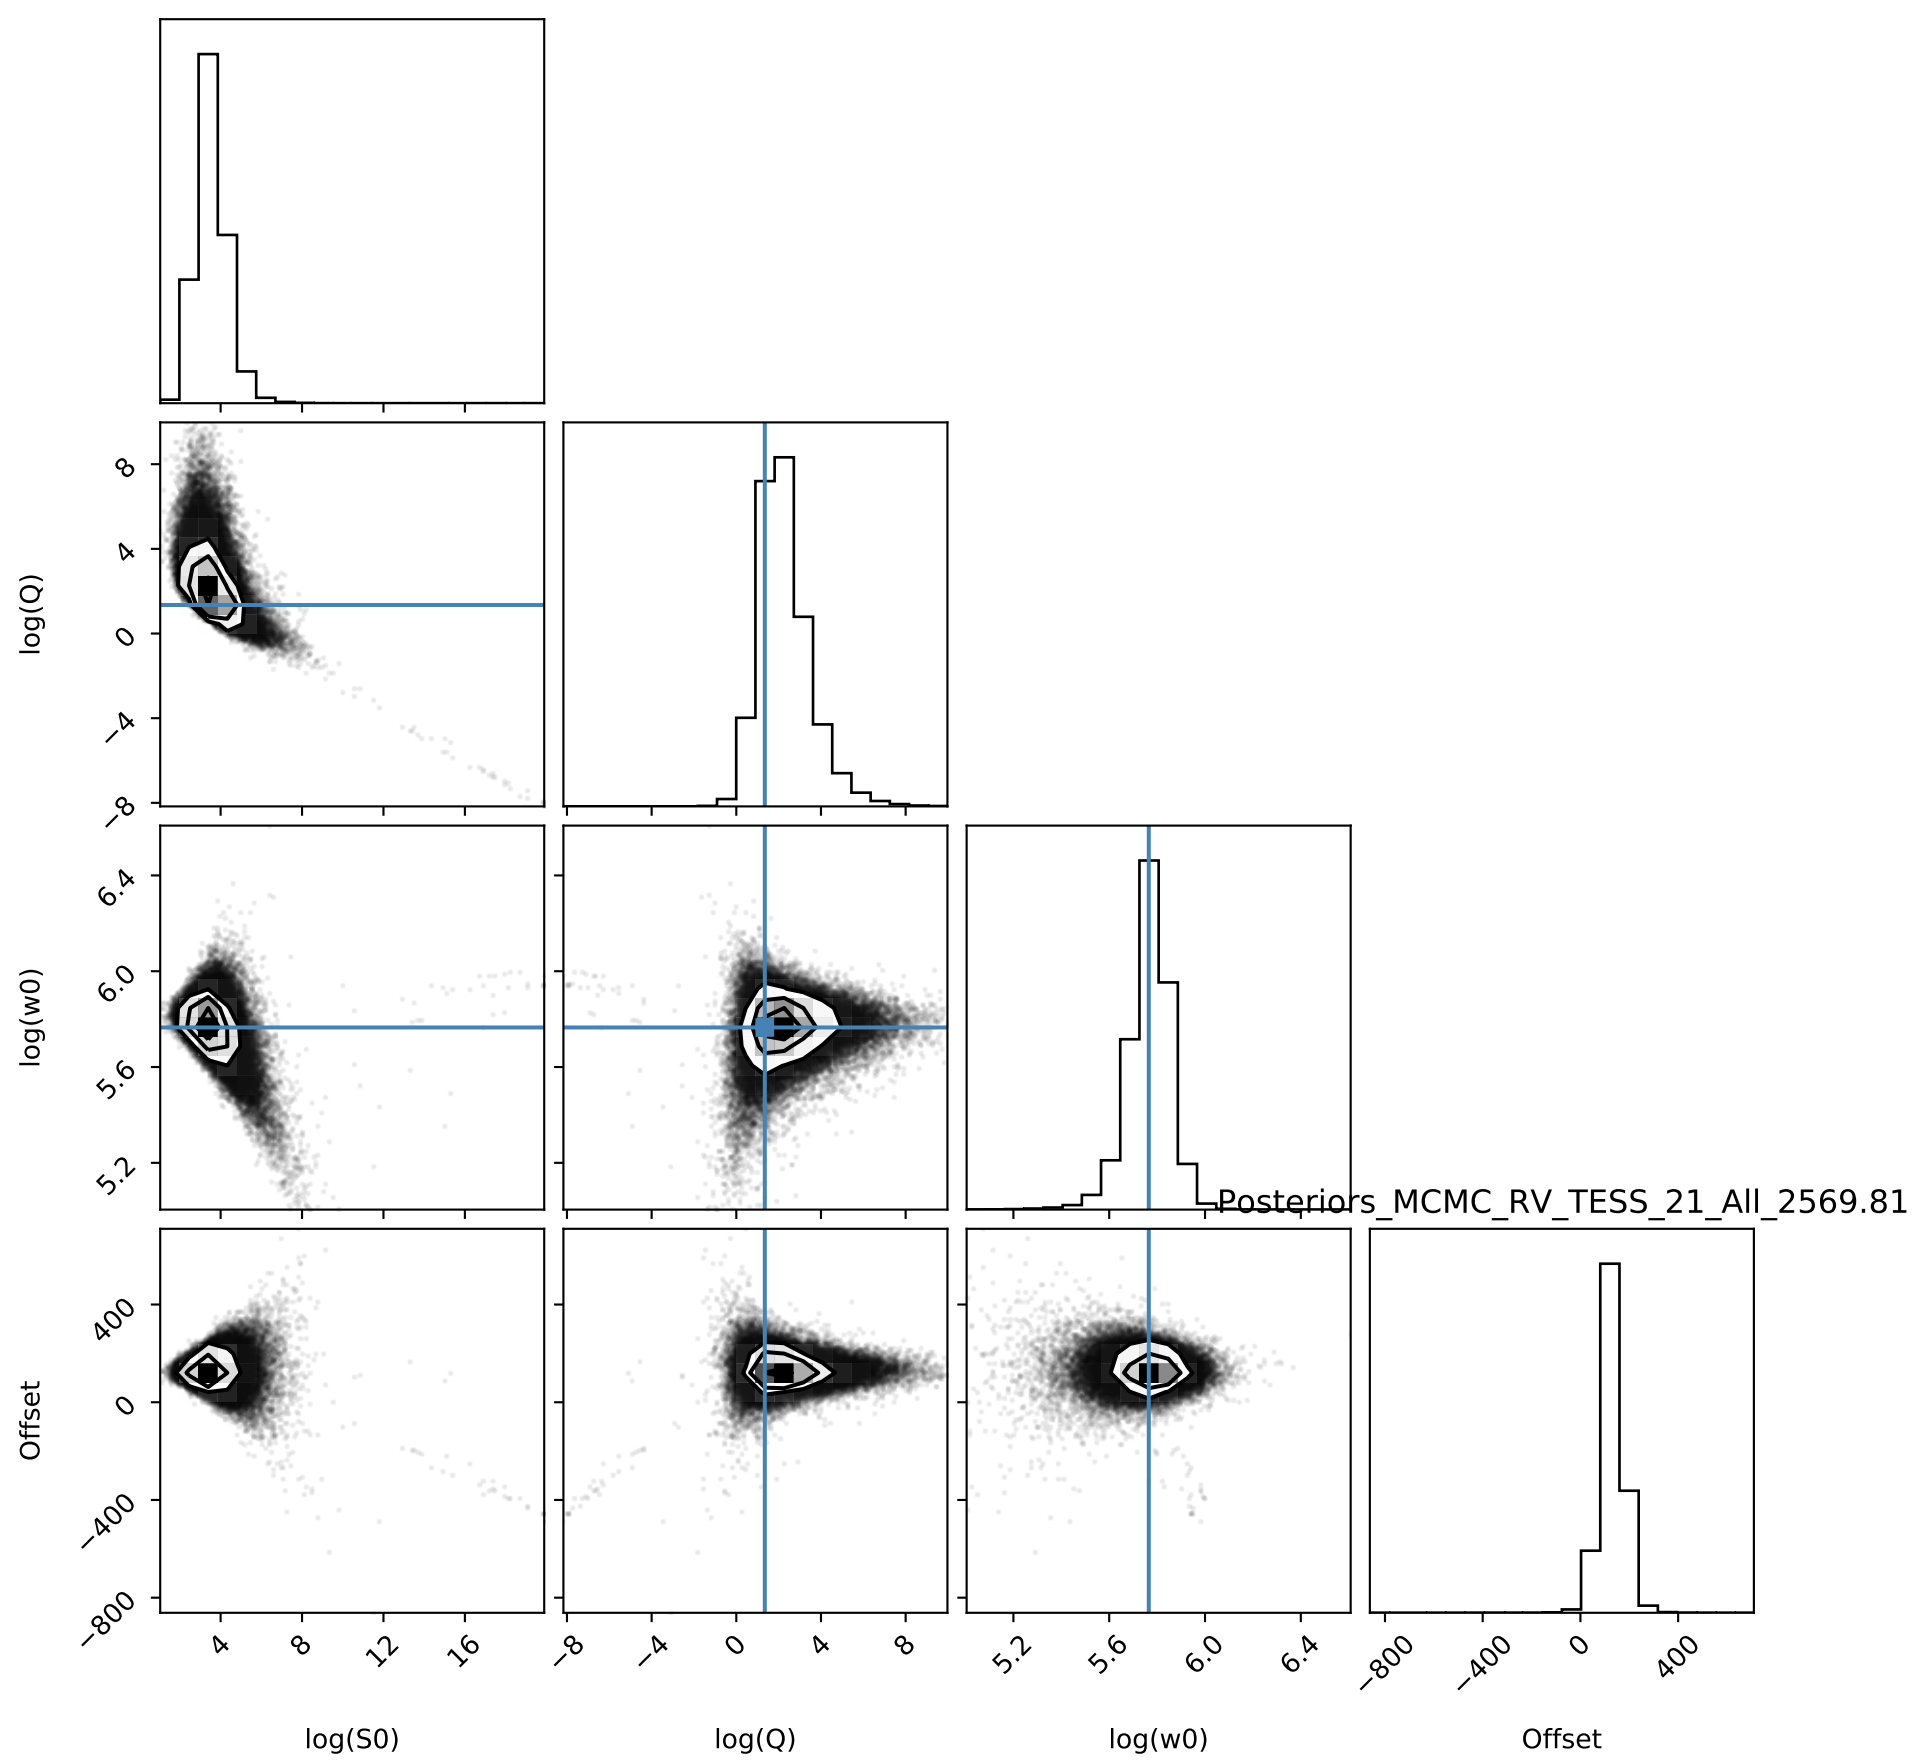 8
4
0
−4
−8
log(Q)
6.4
6.0
5.6
5.2
log(w0)
Posteriors_MCMC_RV_TESS_21_All_2569.81
400
0
−400
−800
Offset
4 8 12 16
−8 −4 0 4 8
5.2 5.6 6.0 6.4
−800 −400 0 400
log(S0) log(Q) log(w0) Offset